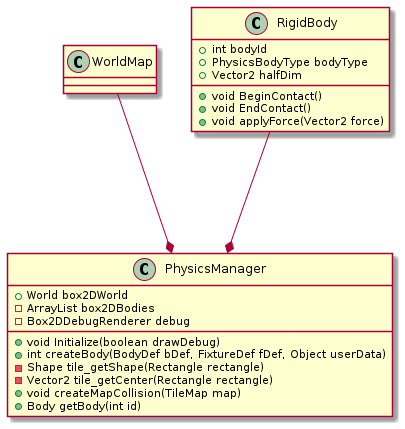 C WorldMap
C RigidBody
int bodyId
PhysicsBodyType bodyType
Vector2 halfDim
void BeginContact()
void EndContact()
void applyForce(Vector2 force)
C PhysicsManager
World box2DWorld
ArrayList box2DBodies
Box2DDebugRenderer debug
void Initialize(boolean drawDebug)
int createBody(BodyDef bDef, FixtureDef fDef, Object userData)
Shape tile_getShape(Rectangle rectangle)
Vector2 tile_getCenter(Rectangle rectangle)
void createMapCollision(TileMap map)
Body getBody(int id)